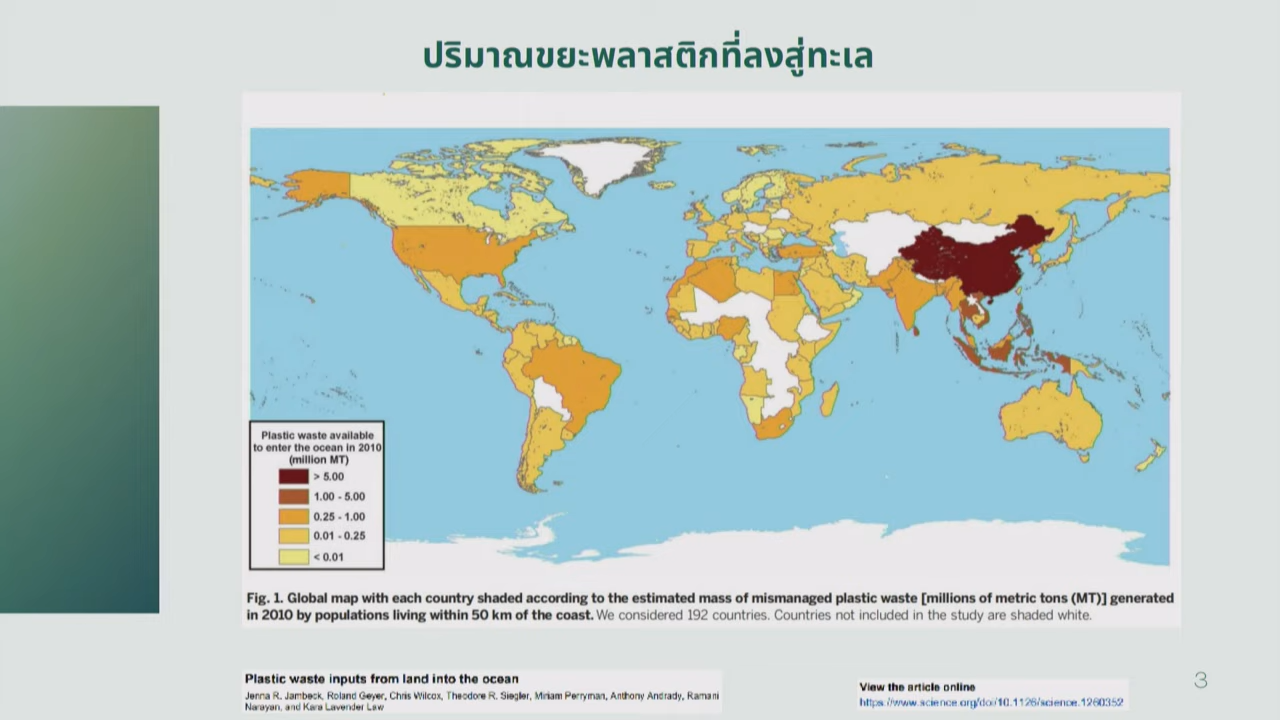 ปริมาณขยะพลาสติกที่ลงสู่ทะเล
Plastic waste available
to enter the ocean in 2010
(million MT)
> 5.00
1.00 - 5.00
0.25 - 1.00
0.01 - 0.25
< 0.01
Fig. 1. Global map with each country shaded according to the estimated mass of mismanaged plastic waste [millions of metric tons (MT)] generated
in 2010 by populations living within 50 km of the coast. We considered 192 countries. Countries not included in the study are shaded white.
Plastic waste inputs from land into the ocean
Jenna R. Jambeck, Roland Geyer, Chris Wilcox, Theodore R. Siegler, Miriam Perryman, Anthony Andrady, Ramani
Narayan, and Kara Lavender Law
View the article online
https://www.science.org/doi/10.1126/science.1260352
3